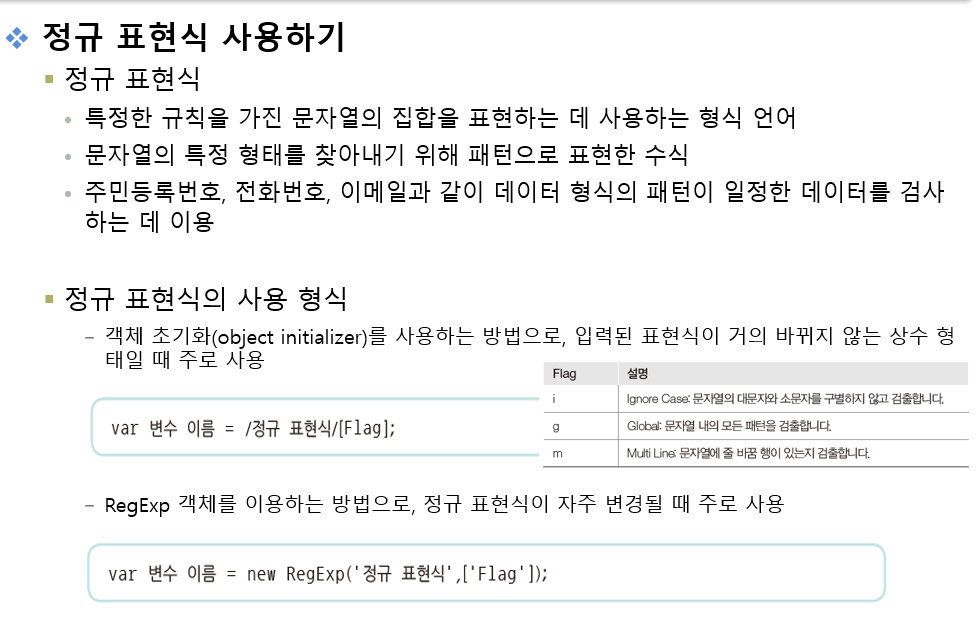 정규 표현식 사용하기
정규 표현식
특정한 규칙을 가진 문자열의 집합을 표현하는 데 사용하는 형식 언어
문자열의 특정 형태를 찾아내기 위해 패턴으로 표현한 수식
주민등록번호, 전화번호, 이메일과 같이 데이터 형식의 패턴이 일정한 데이터를 검사
하는 데 이용
정규 표현식의 사용 형식
– 객체 초기화(object initializer)를 사용하는 방법으로, 입력된 표현식이 거의 바뀌지 않는 상수 형
태일 때 주로 사용
Flag 설명
i Ignore Case: 문자열의 대문자와 소문자를 구별하지 않고 검출합니다.
g Global: 문자열 내의 모든 패턴을 검출합니다.
m Multi Line: 문자열에 줄 바꿈 행이 있는지 검출합니다.
var 변수 이름 = /정규 표현식/[Flag];
– RegExp 객체를 이용하는 방법으로, 정규 표현식이 자주 변경될 때 주로 사용
var 변수 이름 = new RegExp('정규 표현식',['Flag']);